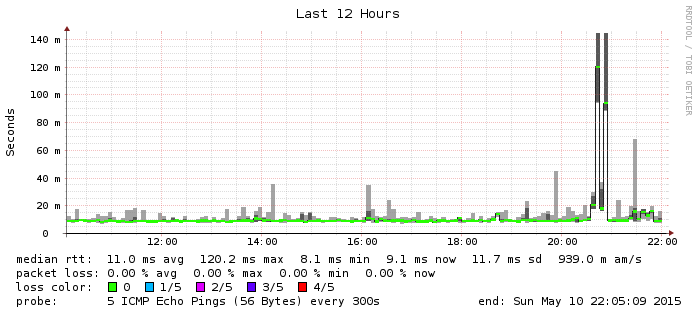 Last 12 Hours
RRDTOOL / TOBI OETIKER
Seconds
140 m
120 m
100 m
80 m
60 m
40 m
20 m
0
12:00 14:00 16:00 18:00 20:00 22:00
median rtt: 11.0 ms avg 120.2 ms max 8.1 ms min 9.1 ms now 11.7 ms sd 939.0 m am/s
packet loss: 0.00 % avg 0.00 % max 0.00 % min 0.00 % now
loss color: 0 1/5 2/5 3/5 4/5
probe: 5 ICMP Echo Pings (56 Bytes) every 300s end: Sun May 10 22:05:09 2015